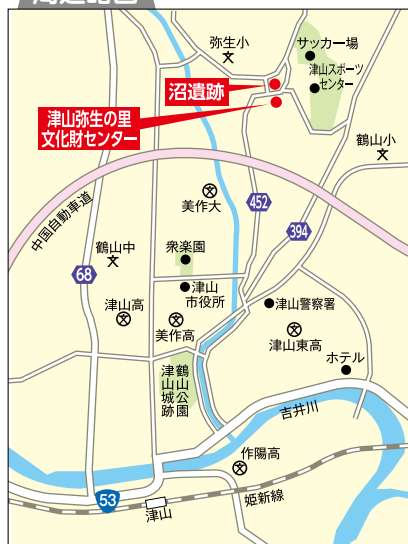 弥生小
サッカー場
津山スポーツ
センター
沼遺跡
津山弥生の里
文化財センター
鶴山小
中国自動車道
美作大
452
394
鶴山中
衆楽園
68
津山
市役所
津山高
美作高
津山警察署
津山東高
ホテル
鶴山公園
津山城跡
吉井川
作陽高
53
津山
姫新線